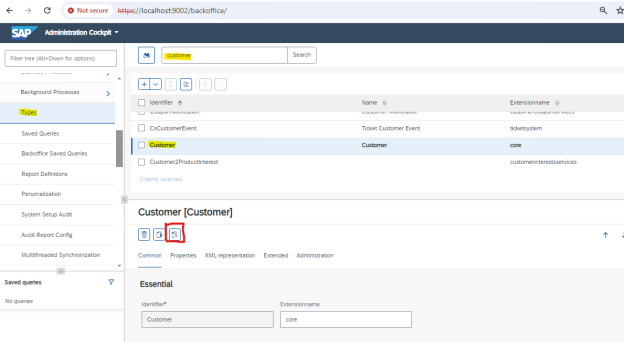 Not secure https://localhost:9002/backoffice/
SAP Administration Cockpit
Filter tree (Alt+Down for options)
customer Search
Business Processes
Background Processes
Types
Saved Queries
Backoffice Saved Queries
Report Definitions
Personalization
System Setup Audit
Audit Report Config
Multithreaded Synchronization
Saved queries
No queries
Identifier Name Extensionname
CsCustomerEvent Ticket Customer Event ticketsystem
Customer Customer core
Customer2ProductInterest customerinterestsservices
0 items selected
Customer [Customer]
Common Properties XML representation Extended Administration
Essential
Identifier* Extensionname
Customer core